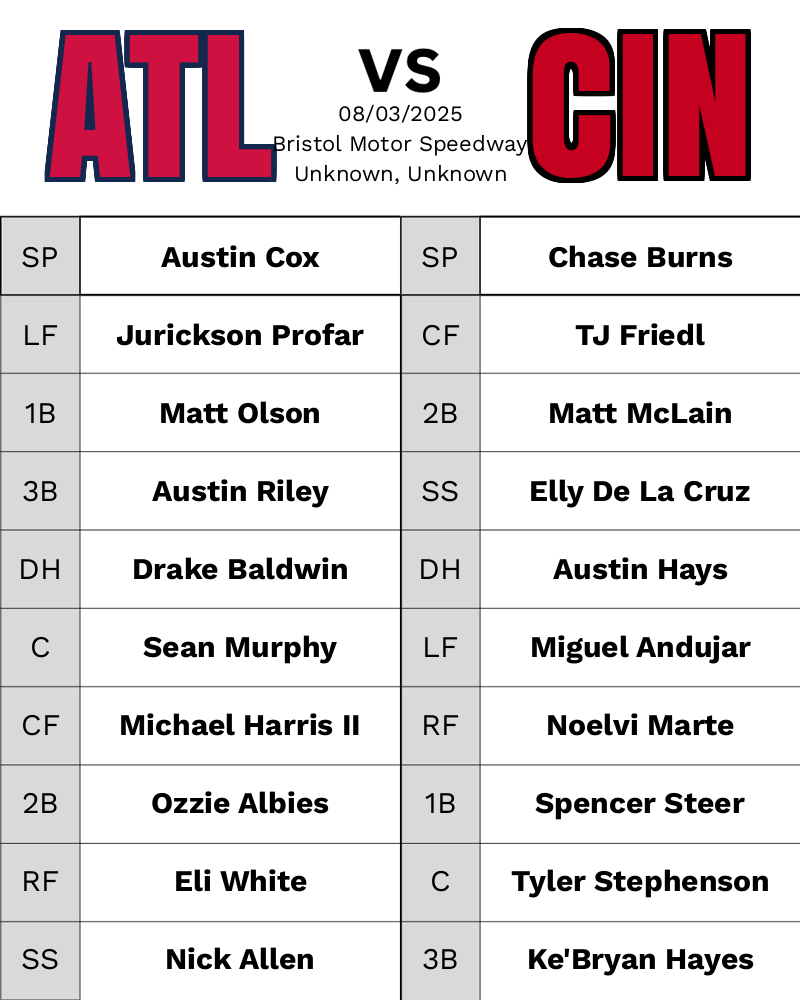 ATL VS CIN
08/03/2025
Bristol Motor Speedway
Unknown, Unknown
SP Austin Cox SP Chase Burns
LF Jurickson Profar CF TJ Friedl
1B Matt Olson 2B Matt McLain
3B Austin Riley SS Elly De La Cruz
DH Drake Baldwin DH Austin Hays
C Sean Murphy LF Miguel Andujar
CF Michael Harris II RF Noelvi Marte
2B Ozzie Albies 1B Spencer Steer
RF Eli White C Tyler Stephenson
SS Nick Allen 3B Ke'Bryan Hayes